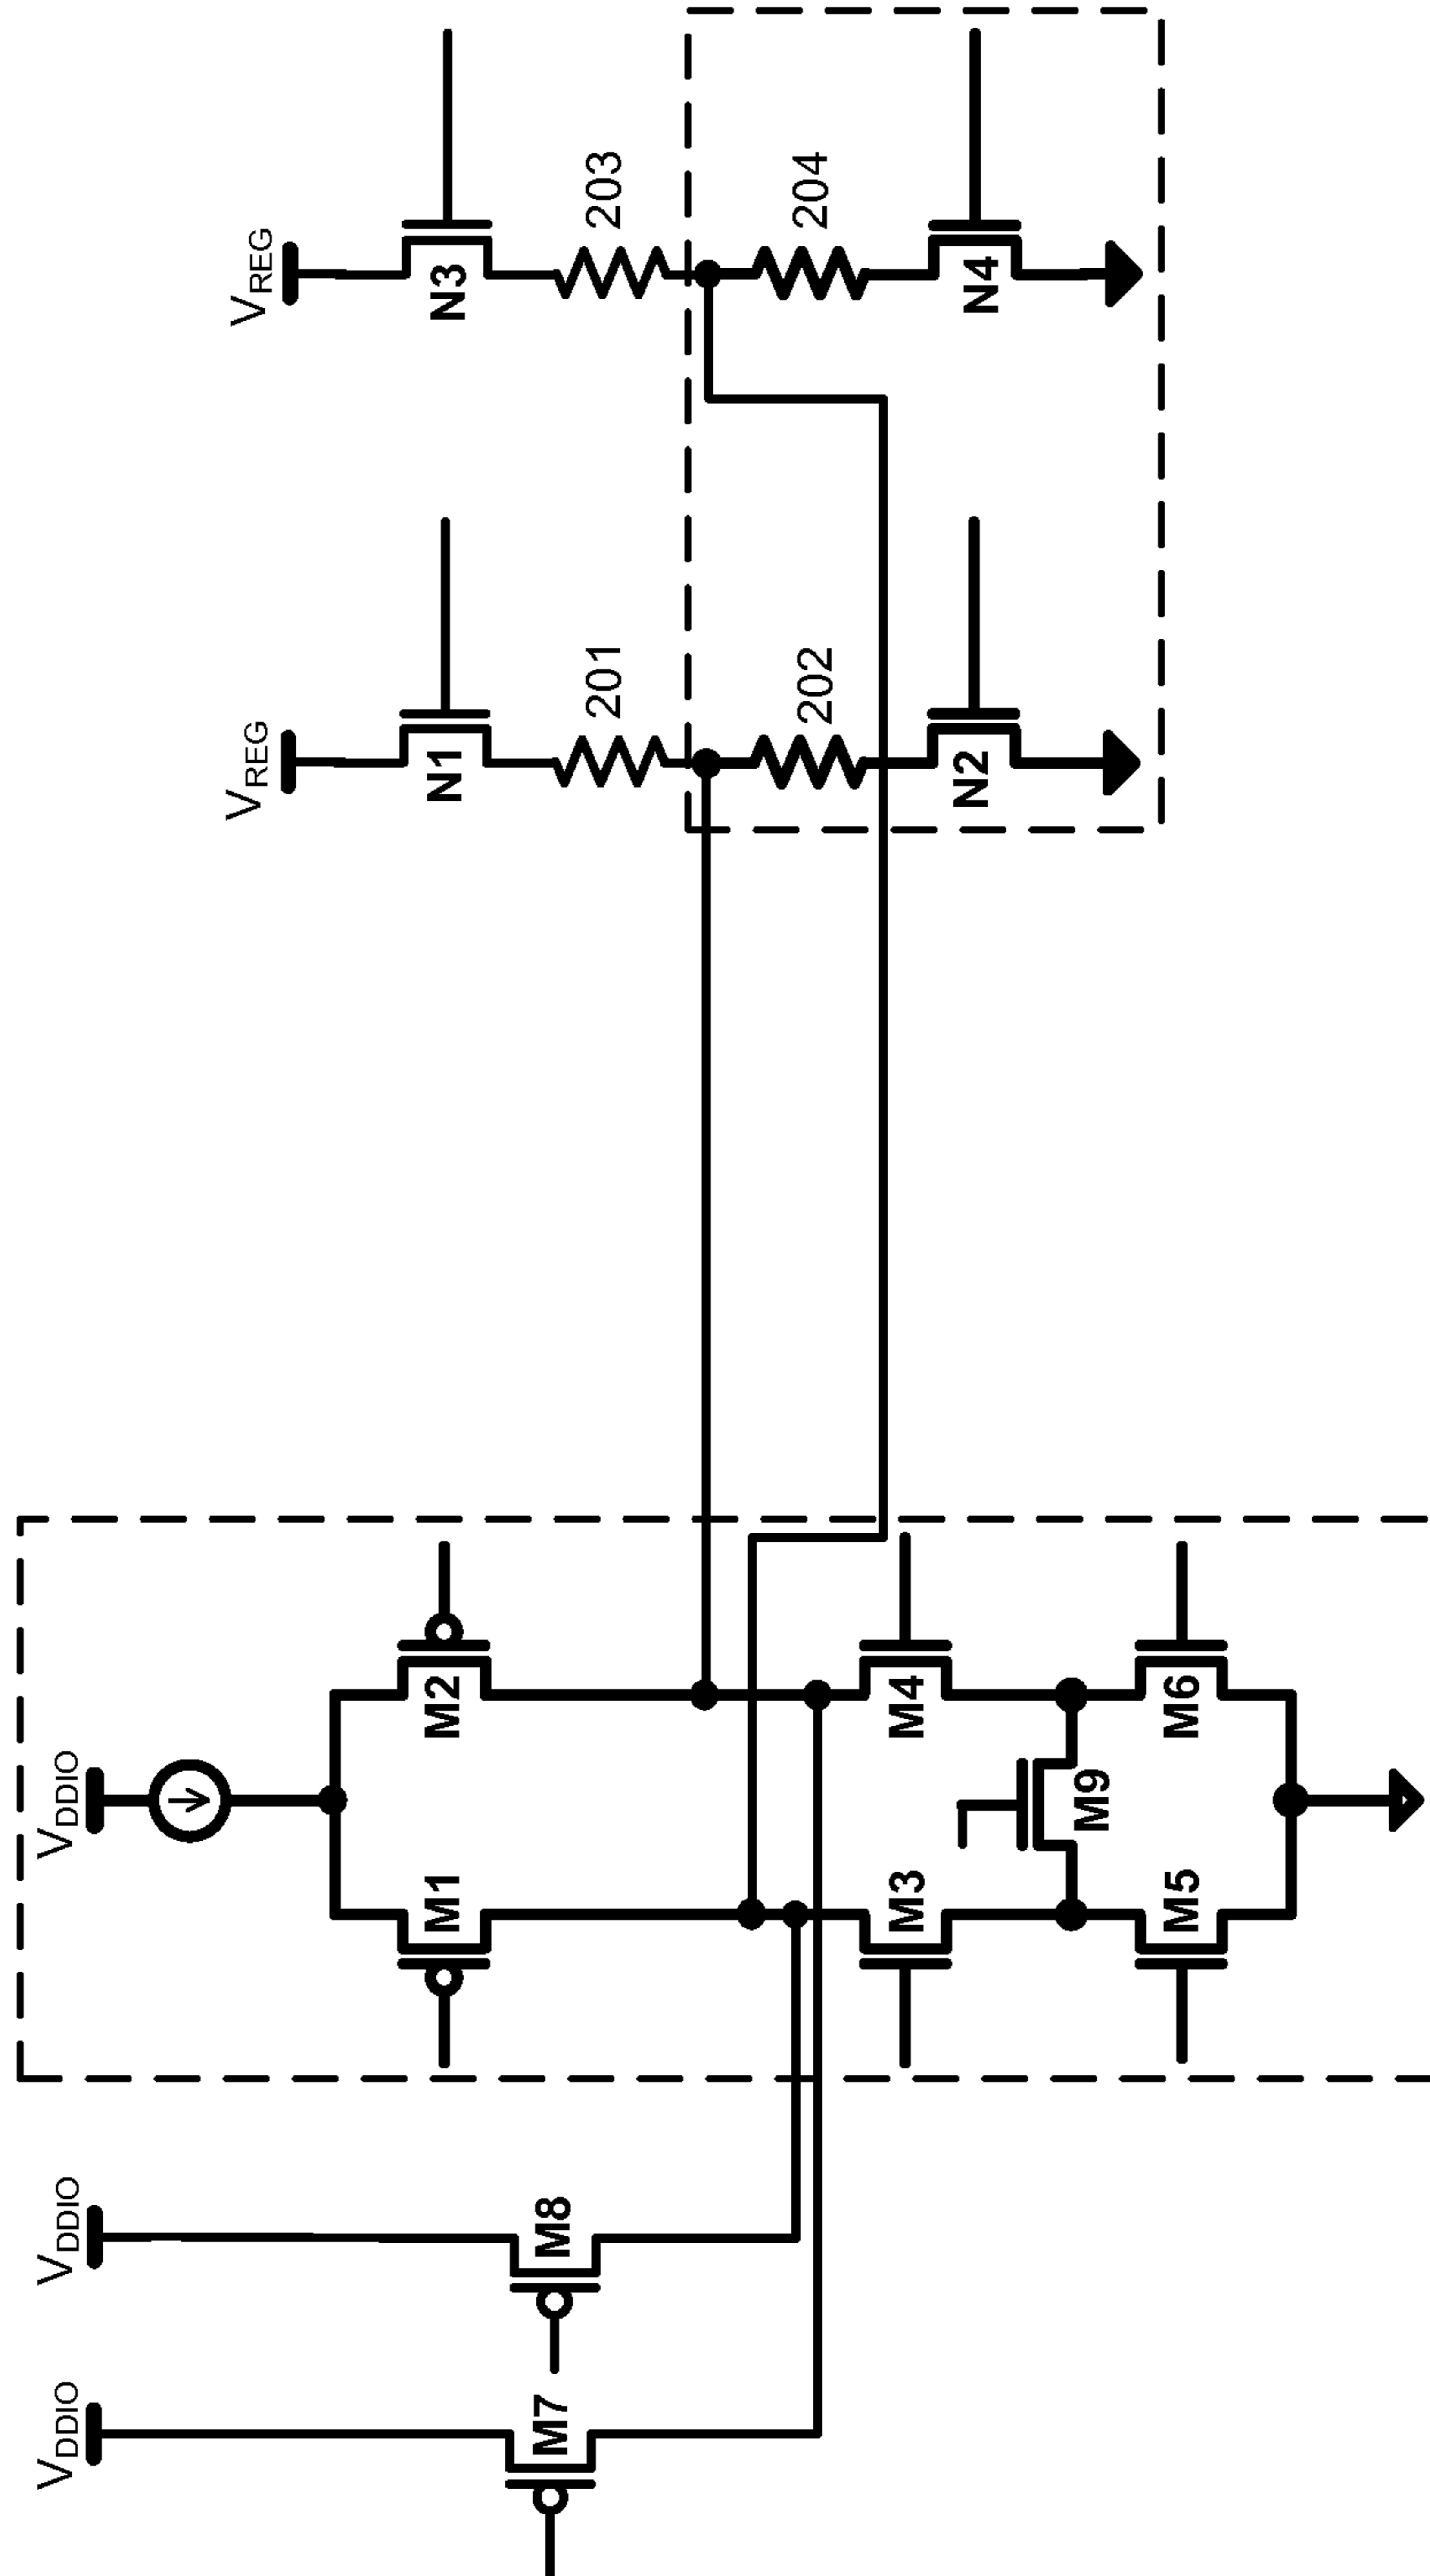 VDDIO
VDDIO
VDDIO
VREG
VREG
M7
M8
M1
M2
N1
N3
201
203
M3
M4
202
204
M9
N2
N4
M5
M6